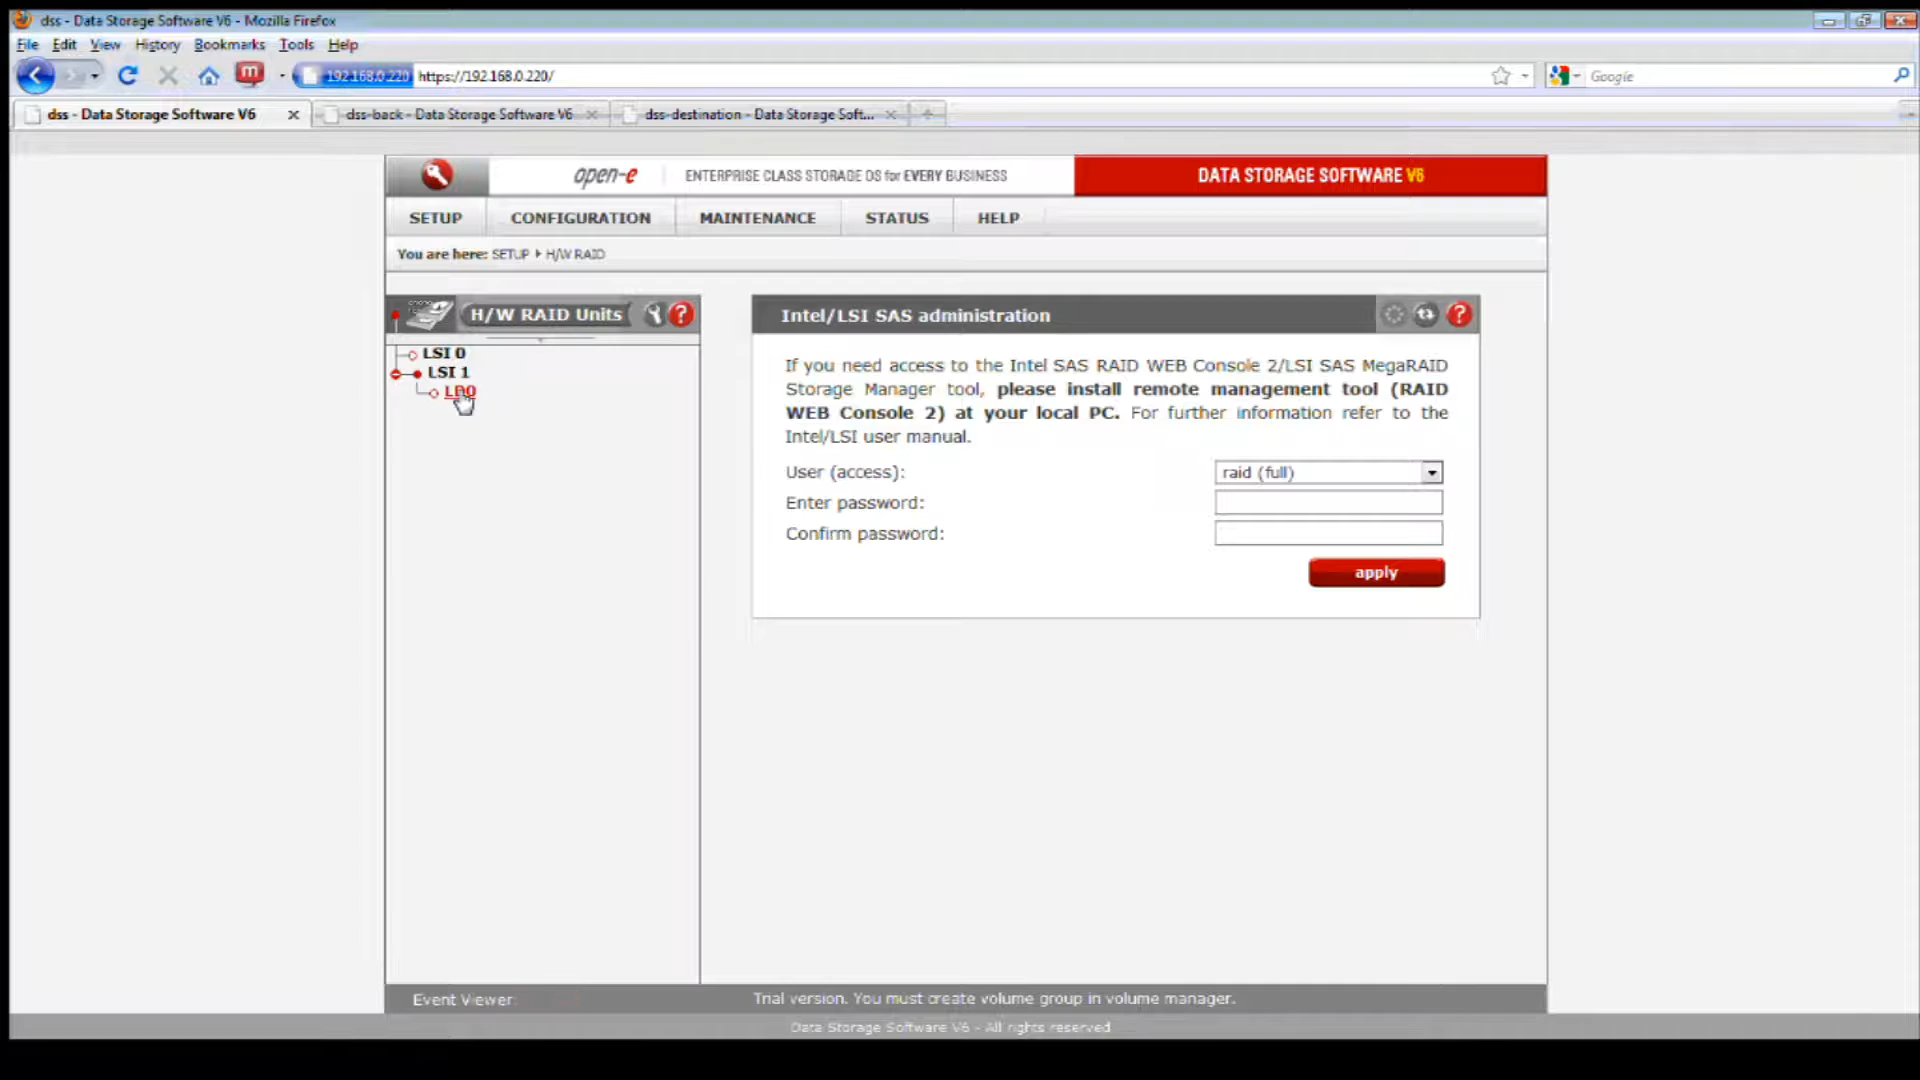 dss - Data Storage Software V6 - Mozilla Firefox
File Edit View History Bookmarks Tools Help
192.168.0.220 https://192.168.0.220/
Google
dss - Data Storage Software V6
dss-back - Data Storage Software V6
dss-destination - Data Storage Soft...
open-e ENTERPRISE CLASS STORAGE OS for EVERY BUSINESS
DATA STORAGE SOFTWARE V6
SETUP CONFIGURATION MAINTENANCE STATUS HELP
You are here: SETUP H/W RAID
H/W RAID Units
LSI 0
LSI 1
LD0
Intel/LSI SAS administration
If you need access to the Intel SAS RAID WEB Console 2/LSI SAS MegaRAID
Storage Manager tool, please install remote management tool (RAID
WEB Console 2) at your local PC. For further information refer to the
Intel/LSI user manual.
User (access): raid (full)
Enter password:
Confirm password:
apply
Event Viewer:
Trial version. You must create volume group in volume manager.
Data Storage Software V6 - All rights reserved